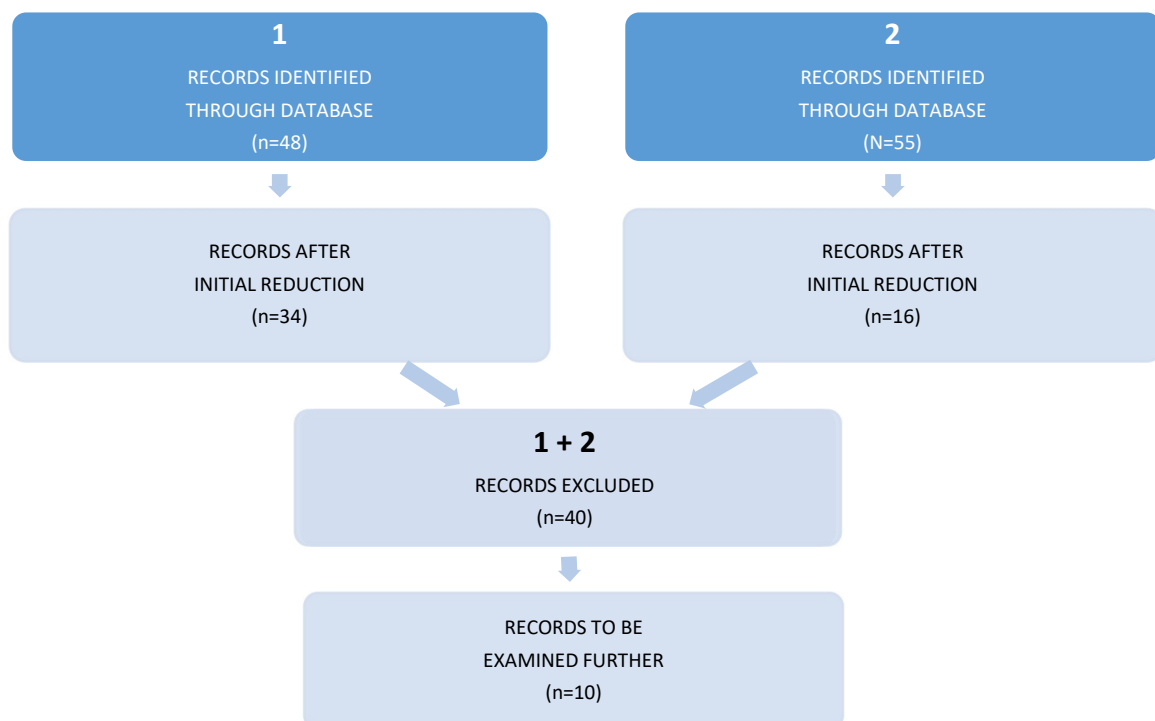 1
RECORDS IDENTIFIED
THROUGH DATABASE
(n=48)
2
RECORDS IDENTIFIED
THROUGH DATABASE
(N=55)
RECORDS AFTER
INITIAL REDUCTION
(n=34)
RECORDS AFTER
INITIAL REDUCTION
(n=16)
1 + 2
RECORDS EXCLUDED
(n=40)
RECORDS TO BE
EXAMINED FURTHER
(n=10)